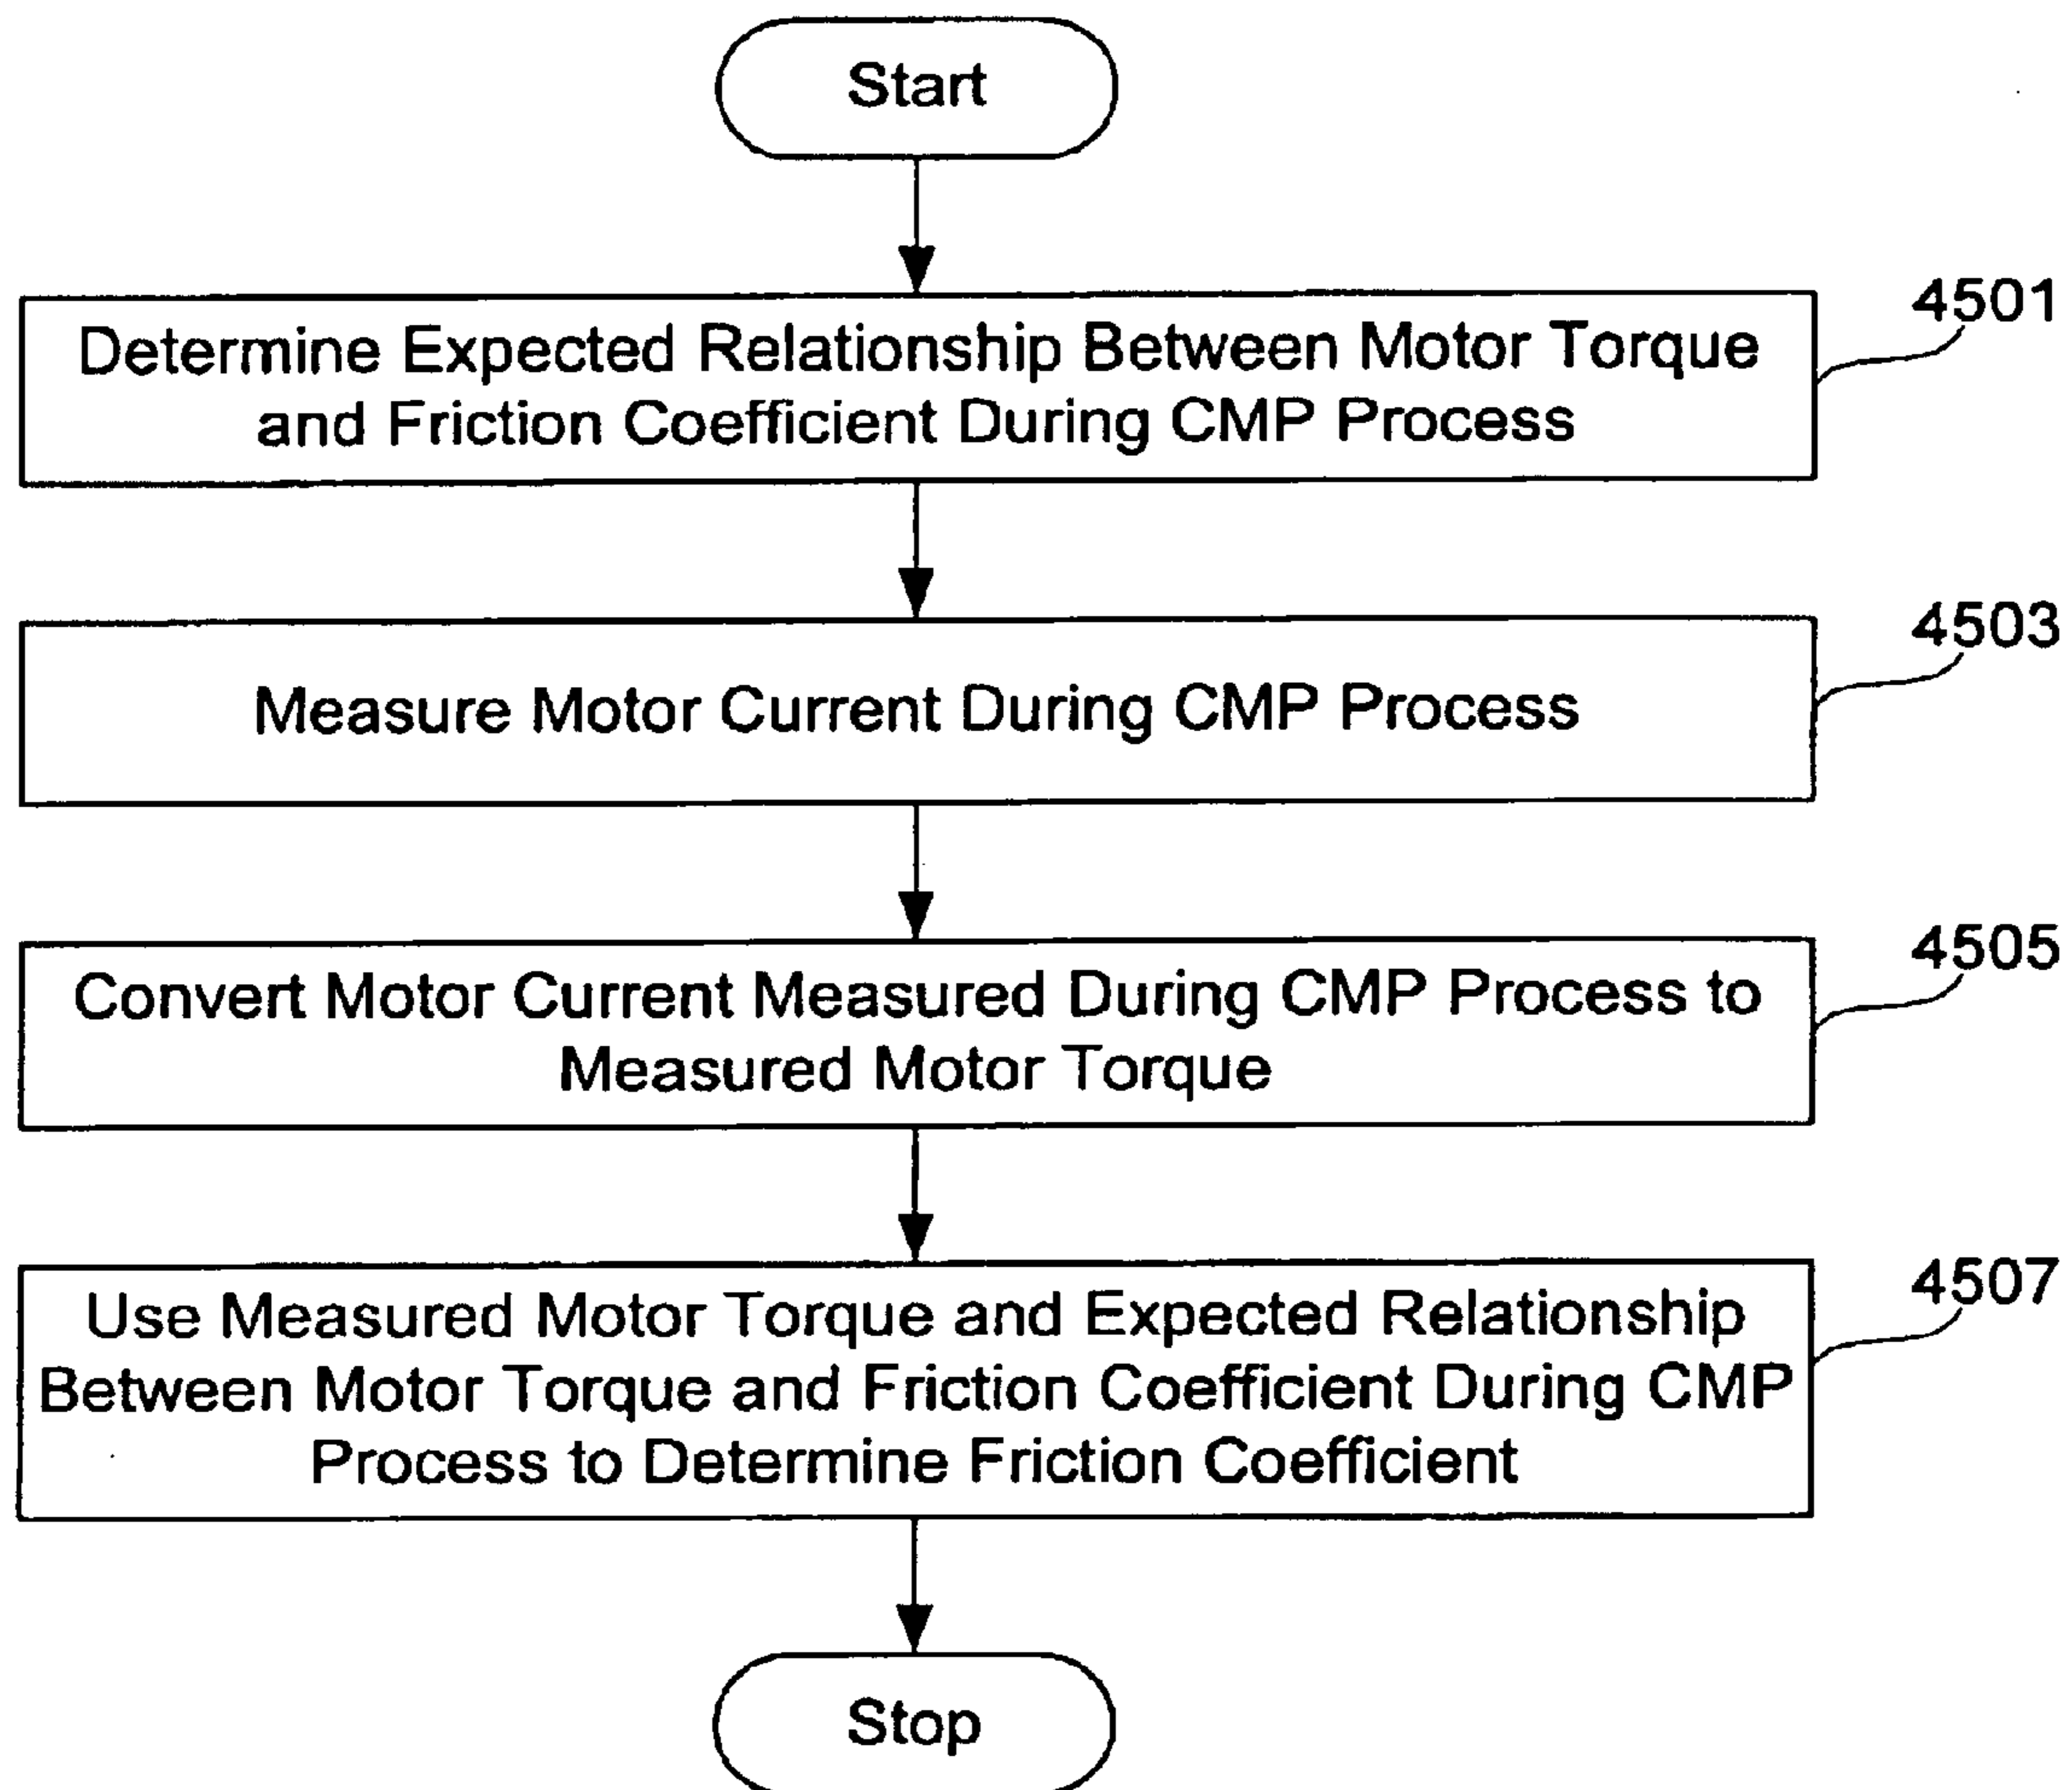 Start
4501
Determine Expected Relationship Between Motor Torque
and Friction Coefficient During CMP Process
4503
Measure Motor Current During CMP Process
4505
Convert Motor Current Measured During CMP Process to
Measured Motor Torque
4507
Use Measured Motor Torque and Expected Relationship
Between Motor Torque and Friction Coefficient During CMP
Process to Determine Friction Coefficient
Stop